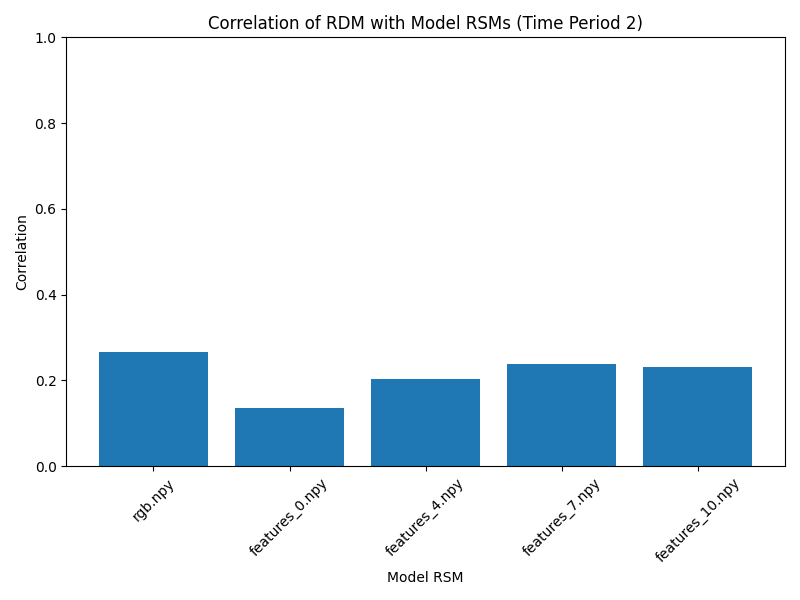 Correlation of RDM with Model RSMs (Time Period 2)
1.0
0.8
0.6
0.4
0.2
0.0
Correlation
rgb.npy
features_0.npy
features_4.npy
features_7.npy
features_10.npy
Model RSM